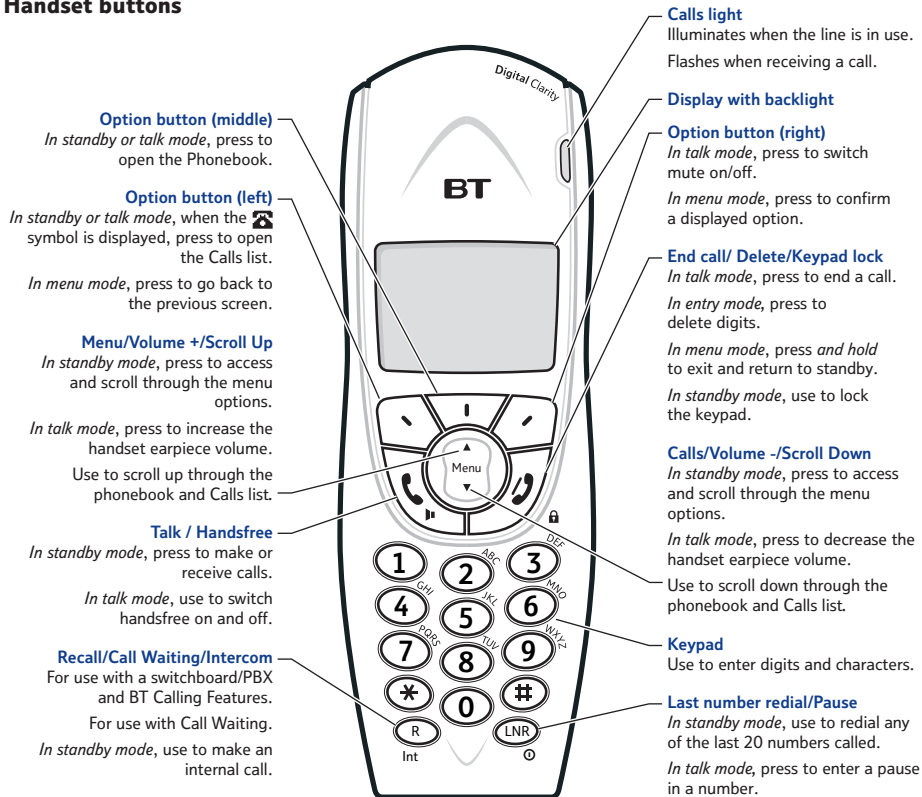 Handset buttons
Option button (middle)
In standby or talk mode, press to
open the Phonebook.
Option button (left)
In standby or talk mode, when the
symbol is displayed, press to open
the Calls list.
In menu mode, press to go back to
the previous screen.
Menu/Volume +/Scroll Up
In standby mode, press to access
and scroll through the menu
options.
In talk mode, press to increase the
handset earpiece volume.
Use to scroll up through the
phonebook and Calls list.
Talk / Handsfree
In standby mode, press to make or
receive calls.
In talk mode, use to switch
handsfree on and off.
Recall/Call Waiting/Intercom
For use with a switchboard/PBX
and BT Calling Features.
For use with Call Waiting.
In standby mode, use to make an
internal call.
Digital Clarity
BT
Menu
1
2 ABC
3 DEF
4 GHI
5 JKL
6 MNO
7 PQRS
8 TUV
9 WXYZ
*
0
#
R
LNR
Int
Calls light
Illuminates when the line is in use.
Flashes when receiving a call.
Display with backlight
Option button (right)
In talk mode, press to switch
mute on/off.
In menu mode, press to confirm
a displayed option.
End call/ Delete/Keypad lock
In talk mode, press to end a call.
In entry mode, press to
delete digits.
In menu mode, press and hold
to exit and return to standby.
In standby mode, use to lock
the keypad.
Calls/Volume -/Scroll Down
In standby mode, press to access
and scroll through the menu
options.
In talk mode, press to decrease the
handset earpiece volume.
Use to scroll down through the
phonebook and Calls list.
Keypad
Use to enter digits and characters.
Last number redial/Pause
In standby mode, use to redial any
of the last 20 numbers called.
In talk mode, press to enter a pause
in a number.